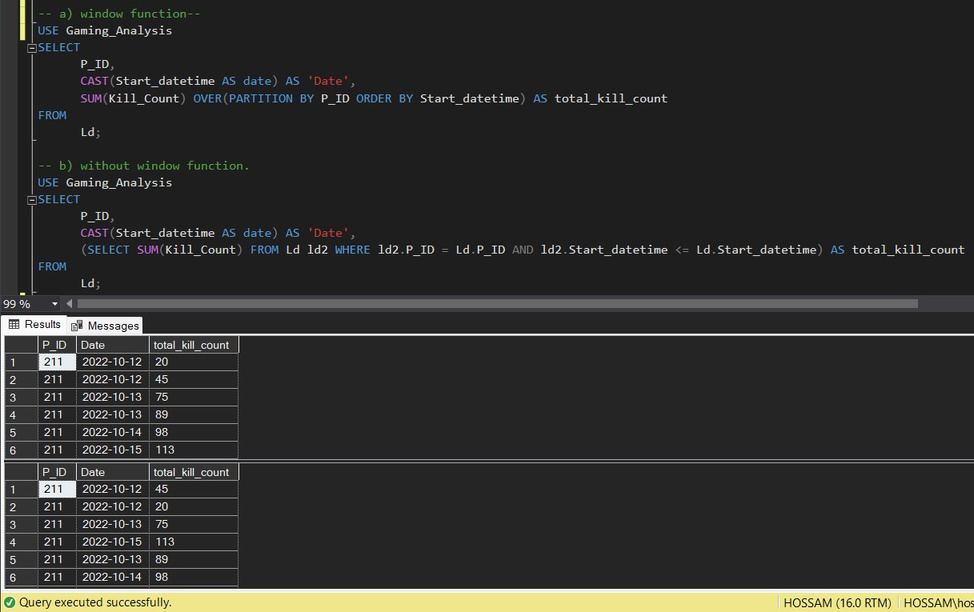 -- a) window function--
USE Gaming_Analysis
SELECT
P_ID,
CAST(Start_datetime AS date) AS 'Date',
SUM(Kill_Count) OVER(PARTITION BY P_ID ORDER BY Start_datetime) AS total_kill_count
FROM
Ld;
-- b) without window function.
USE Gaming_Analysis
SELECT
P_ID,
CAST(Start_datetime AS date) AS 'Date',
(SELECT SUM(Kill_Count) FROM Ld ld2 WHERE ld2.P_ID = Ld.P_ID AND ld2.Start_datetime <= Ld.Start_datetime) AS total_kill_count
FROM
Ld;
99 %
Results Messages
P_ID Date total_kill_count
1 211 2022-10-12 20
2 211 2022-10-12 45
3 211 2022-10-13 75
4 211 2022-10-13 89
5 211 2022-10-14 98
6 211 2022-10-15 113
P_ID Date total_kill_count
1 211 2022-10-12 45
2 211 2022-10-12 20
3 211 2022-10-13 75
4 211 2022-10-15 113
5 211 2022-10-13 89
6 211 2022-10-14 98
Query executed successfully. HOSSAM (16.0 RTM) HOSSAM\hos